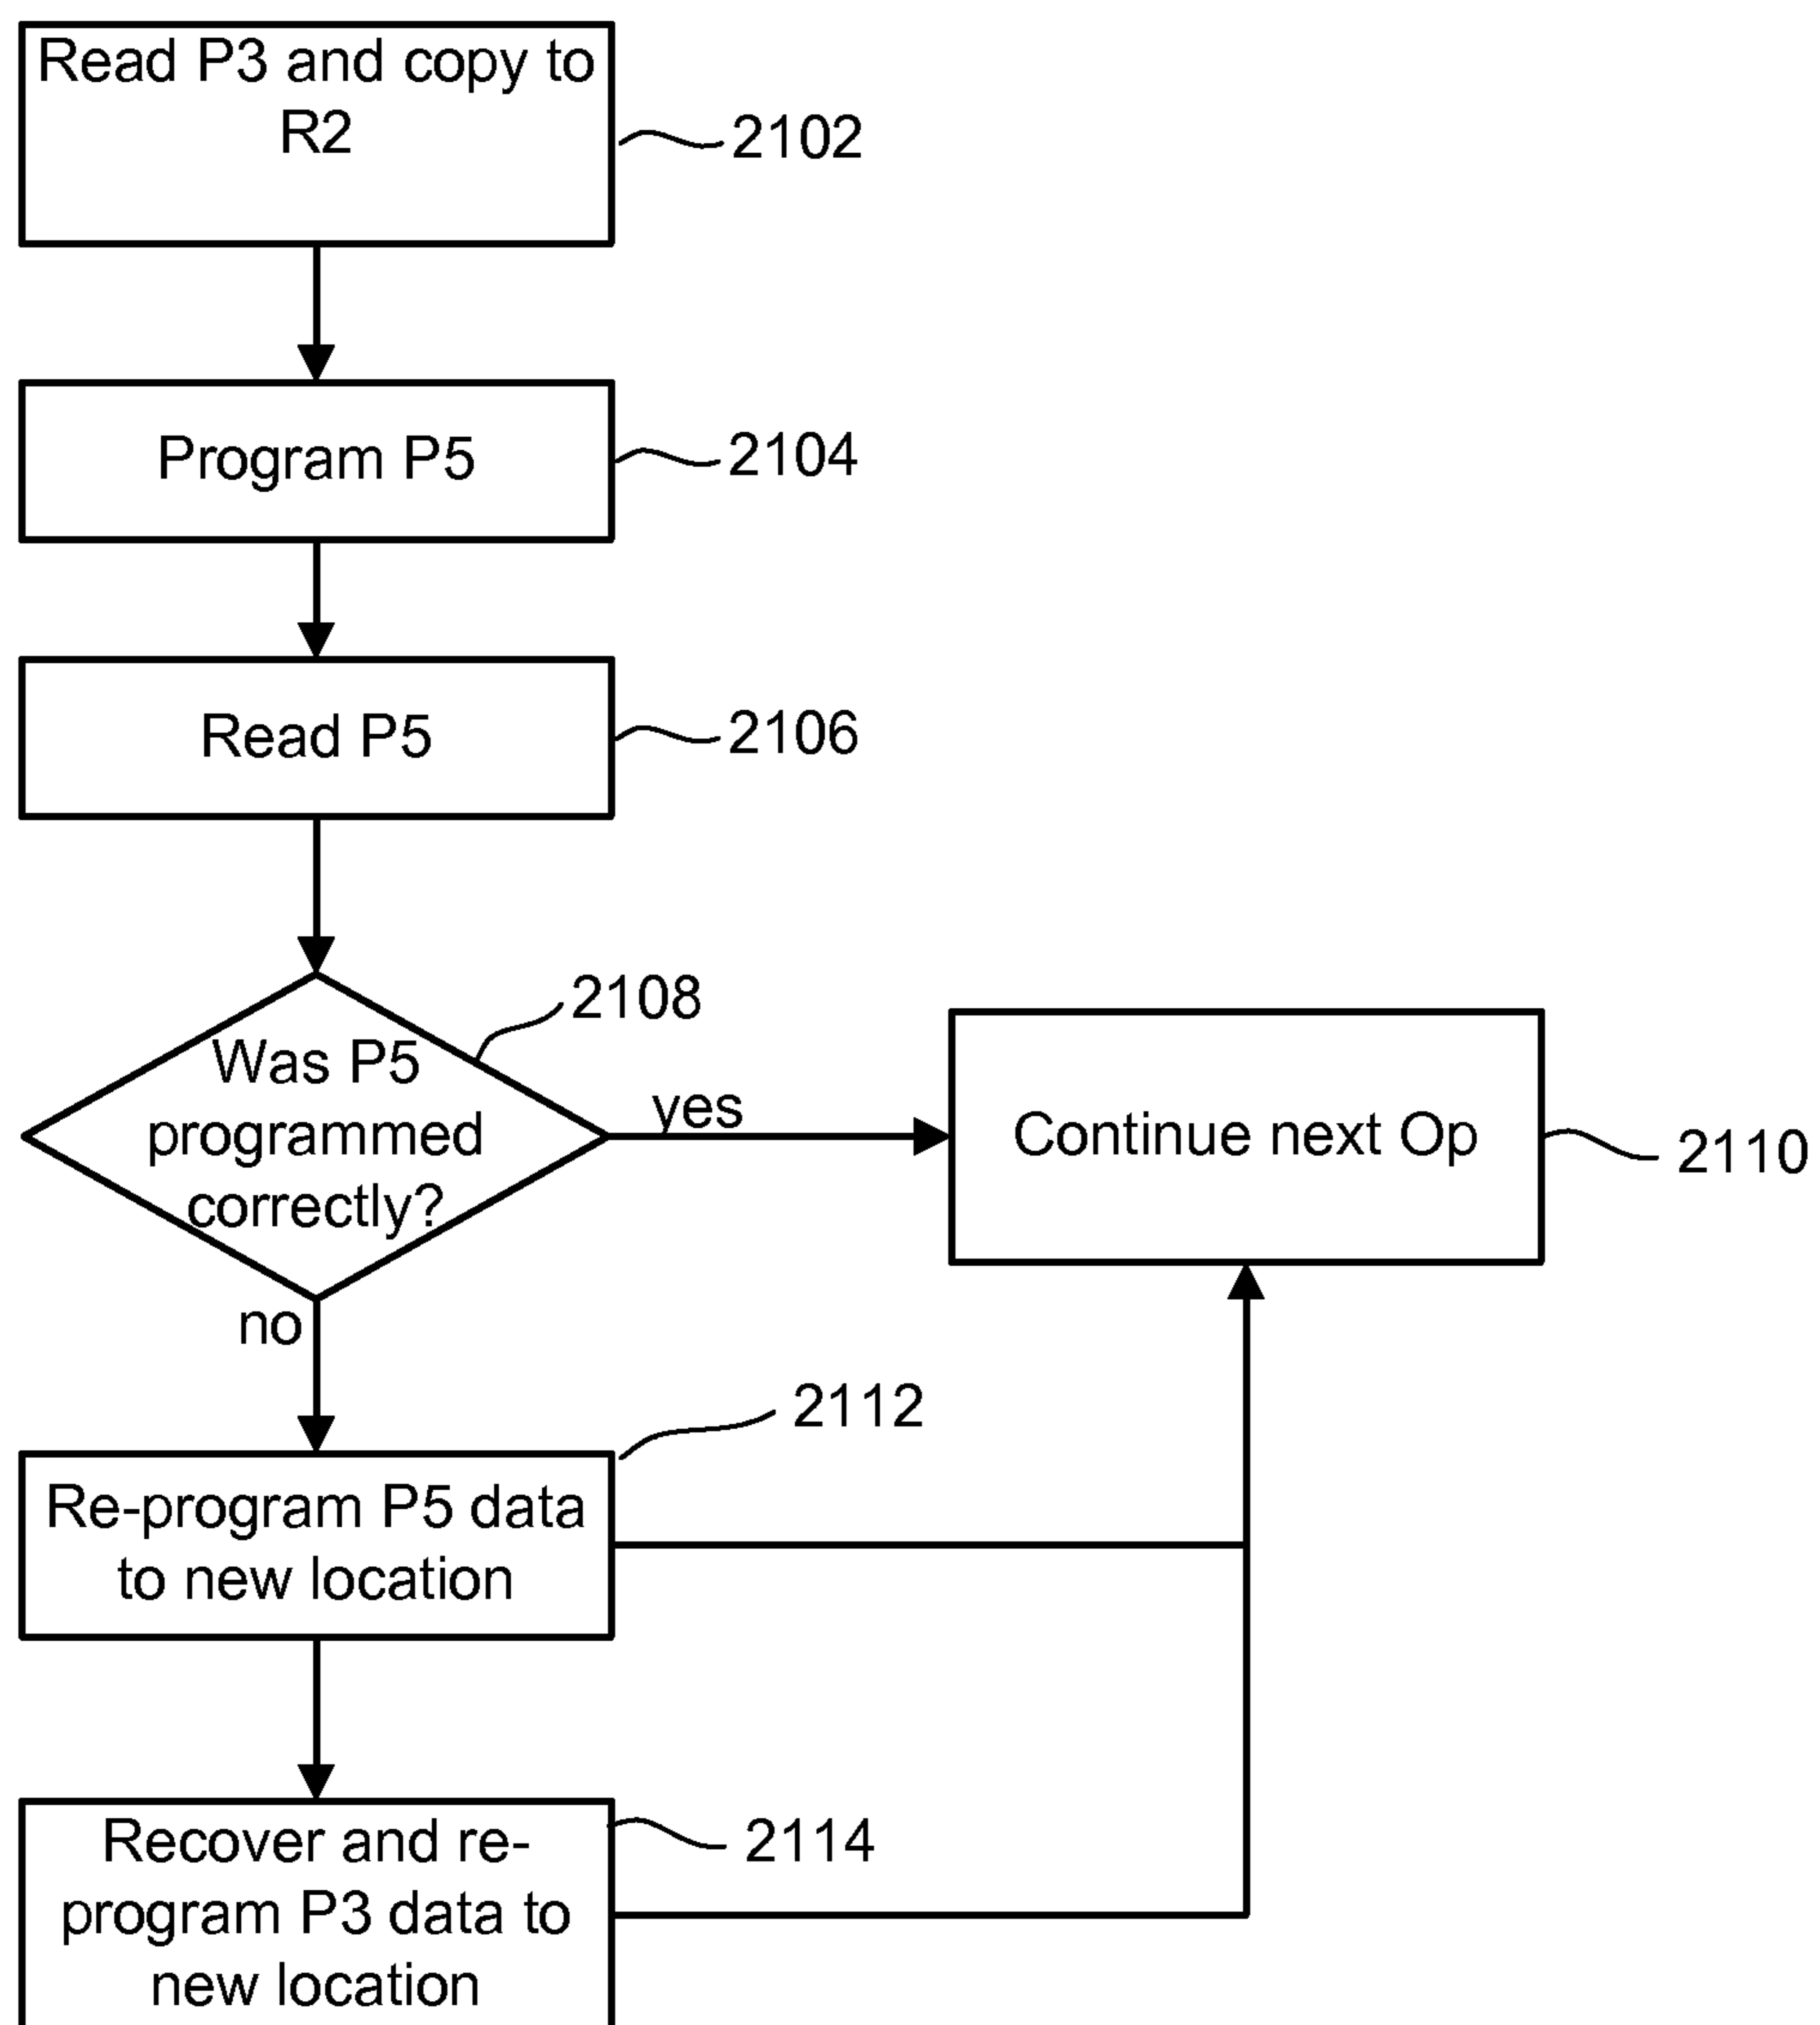 Read P3 and copy to
R2
2102
Program P5
2104
Read P5
2106
2108
Was P5
programmed
correctly?
yes
Continue next Op
2110
no
2112
Re-program P5 data
to new location
2114
Recover and re-
program P3 data to
new location